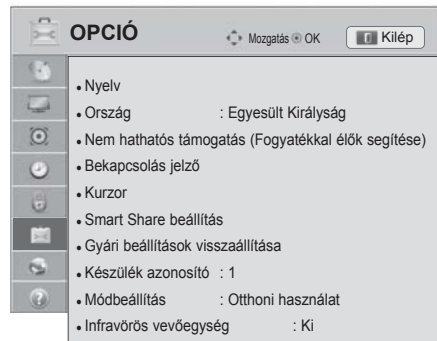 OPCIÓ
Mozgatás OK
Kilép
• Nyelv
• Ország : Egyesült Királyság
• Nem hathatós támogatás (Fogyatékkal élők segítése)
• Bekapcsolás jelző
• Kurzor
• Smart Share beállítás
• Gyári beállítások visszaállítása
• Készülék azonosító : 1
• Módbeállítás : Otthoni használat
• Infravörös vevőegység : Ki